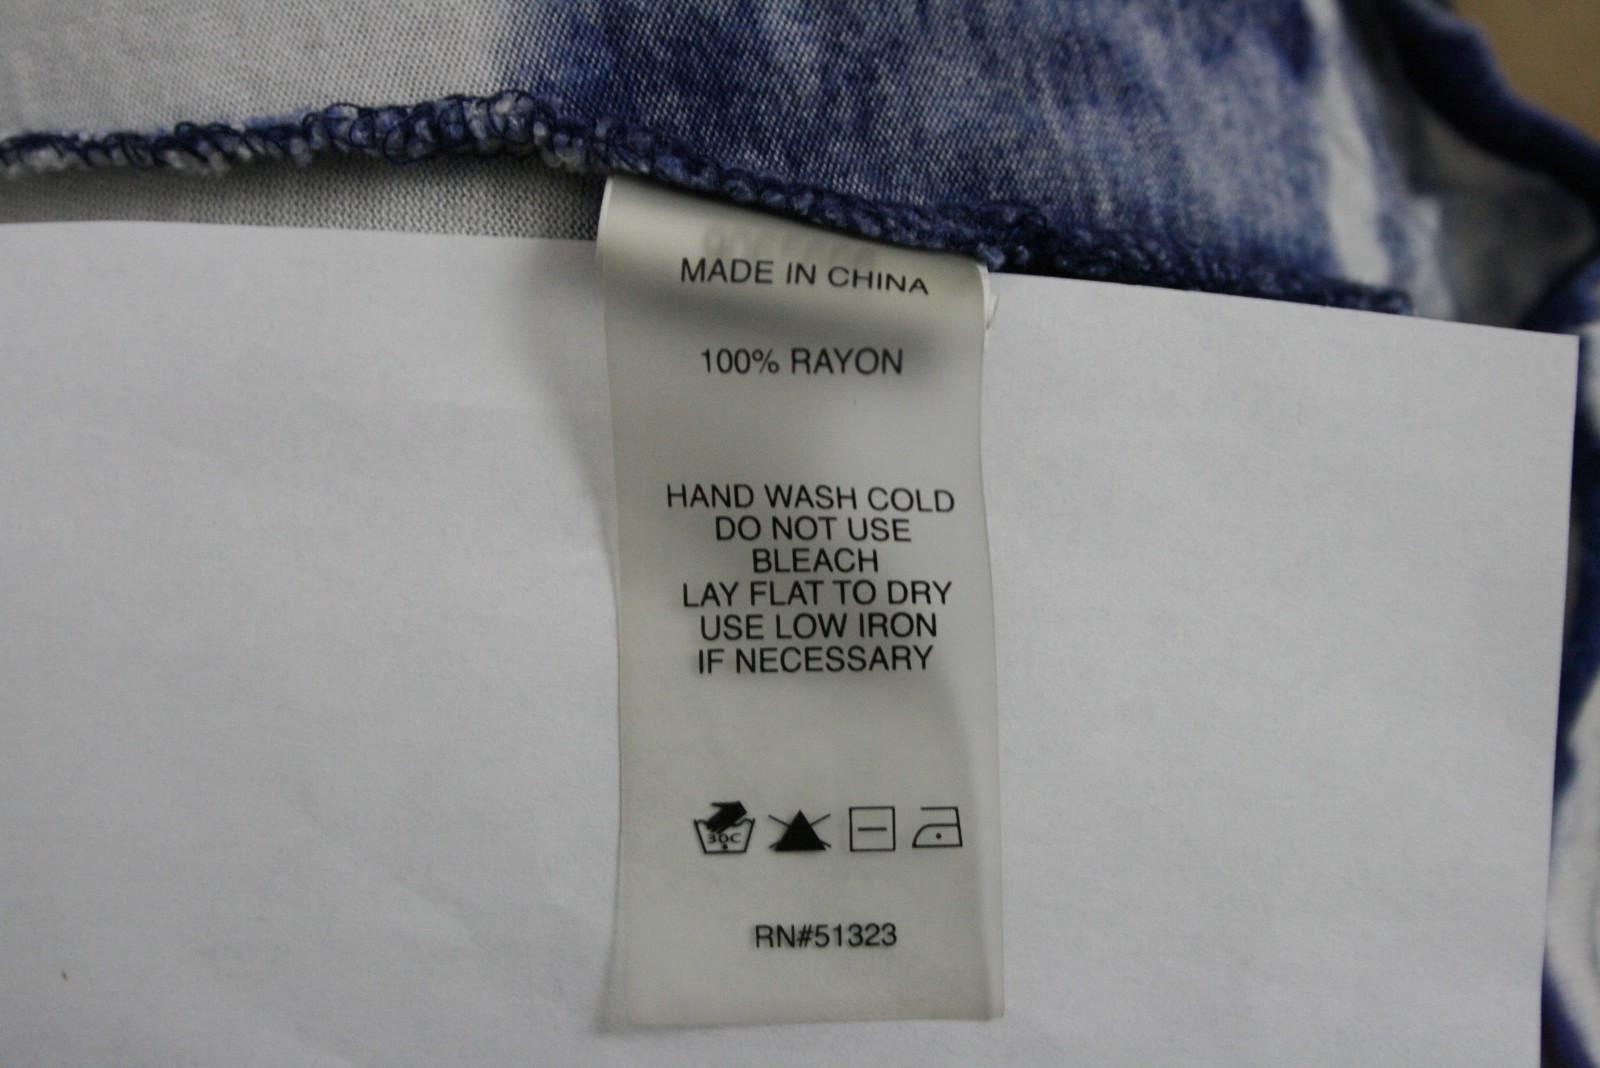 MADE IN CHINA
100% RAYON
HAND WASH COLD
DO NOT USE
BLEACH
LAY FLAT TO DRY
USE LOW IRON
IF NECESSARY
30C
RN#51323